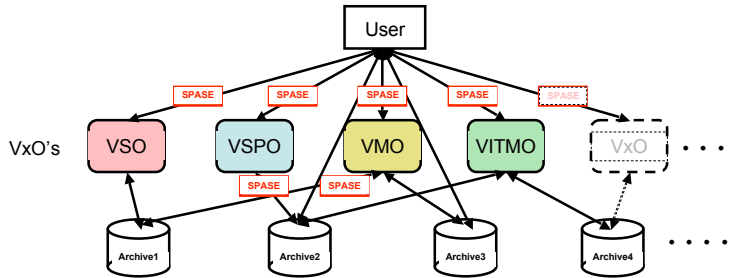 User
SPASE SPASE SPASE SPASE SPASE
VxO's VSO VSPO VMO VITMO VxO . . . .
SPASE SPASE
Archive1 Archive2 Archive3 Archive4 . . . .